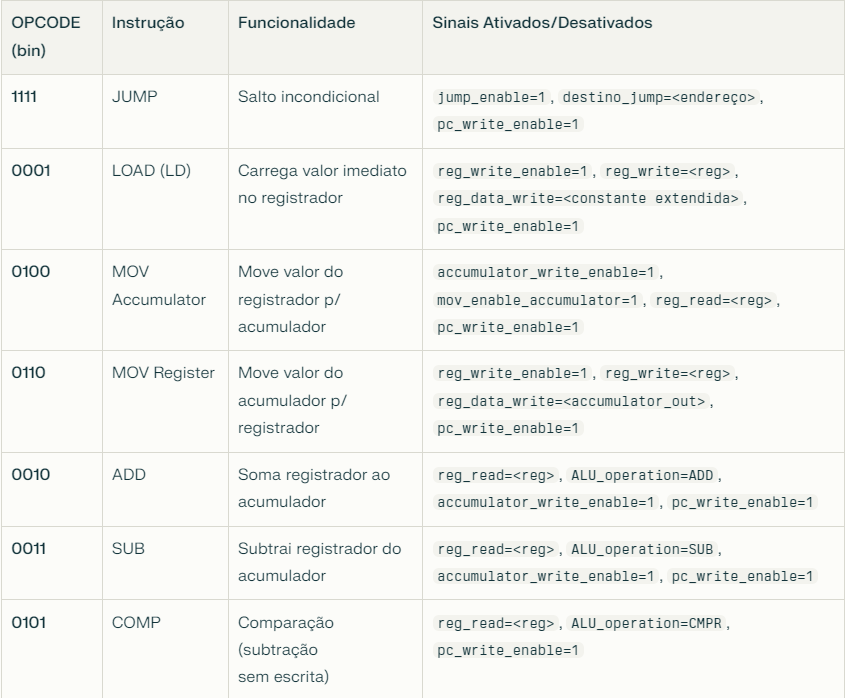 OPCODE Instrução Funcionalidade Sinais Ativados/Desativados
(bin)
1111 JUMP Salto incondicional jump_enable=1, destino_jump=<endereço>,
pc_write_enable=1
0001 LOAD (LD) Carrega valor imediato reg_write_enable=1, reg_write=<reg>,
no registrador reg_data_write=<constante extendida>,
pc_write_enable=1
0100 MOV Move valor do accumulator_write_enable=1,
Accumulator registrador p/ mov_enable_accumulator=1, reg_read=<reg>,
acumulador pc_write_enable=1
0110 MOV Register Move valor do reg_write_enable=1, reg_write=<reg>,
acumulador p/ reg_data_write=<accumulator_out>,
registrador pc_write_enable=1
0010 ADD Soma registrador ao reg_read=<reg>, ALU_operation=ADD,
acumulador accumulator_write_enable=1, pc_write_enable=1
0011 SUB Subtrai registrador do reg_read=<reg>, ALU_operation=SUB,
acumulador accumulator_write_enable=1, pc_write_enable=1
0101 COMP Comparação reg_read=<reg>, ALU_operation=CMPR,
(subtração pc_write_enable=1
sem escrita)